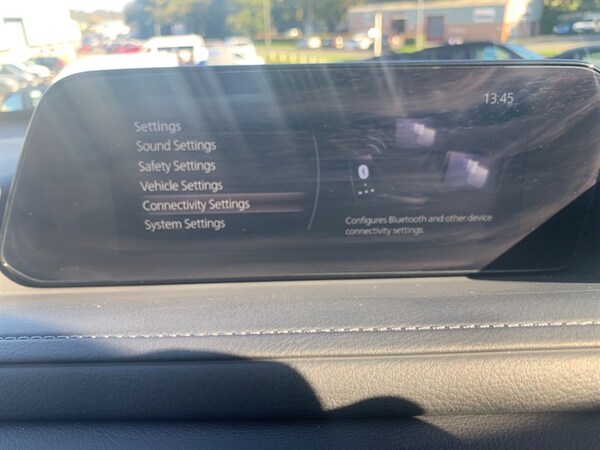 13:45
Settings
Sound Settings
Safety Settings
Vehicle Settings
Connectivity Settings
System Settings
Configures Bluetooth and other device
connectivity settings.